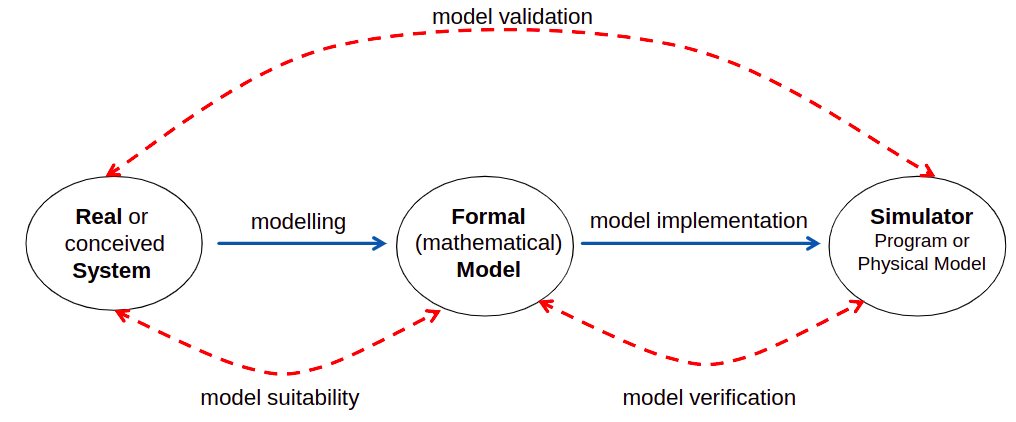 model validation
Real or
conceived
System
modelling
Formal
(mathematical)
Model
model implementation
Simulator
Program or
Physical Model
model suitability
model verification